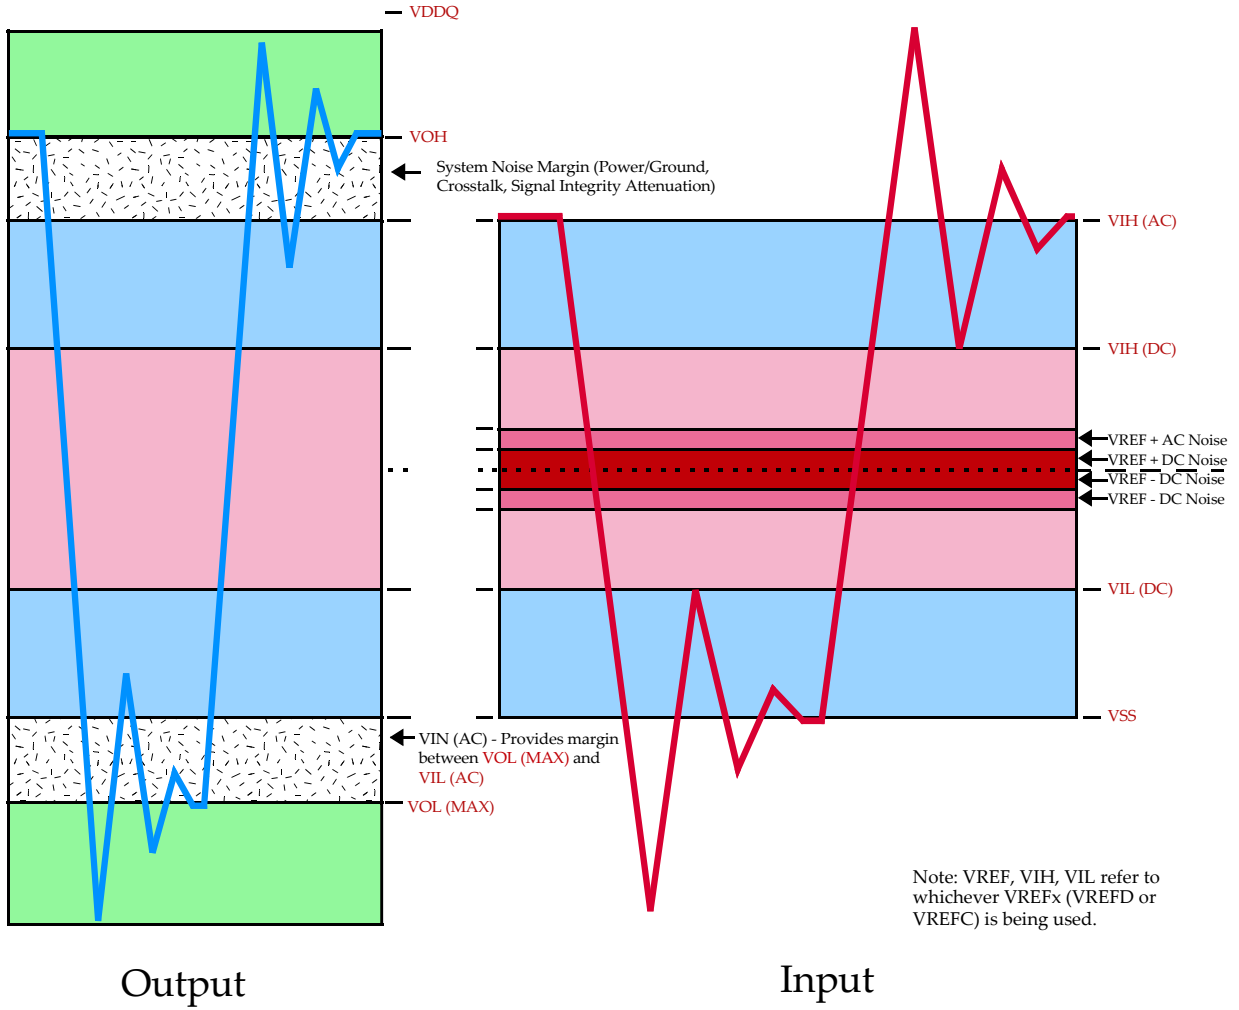 VDDQ
VOH
System Noise Margin (Power/Ground,
Crosstalk, Signal Integrity Attenuation)
VIH (AC)
VIH (DC)
VREF + AC Noise
VREF + DC Noise
VREF - DC Noise
VREF - DC Noise
VIL (DC)
VSS
VIN (AC) - Provides margin
between VOL (MAX) and
VIL (AC)
VOL (MAX)
Note: VREF, VIH, VIL refer to
whichever VREFx (VREFD or
VREFC) is being used.
Output
Input